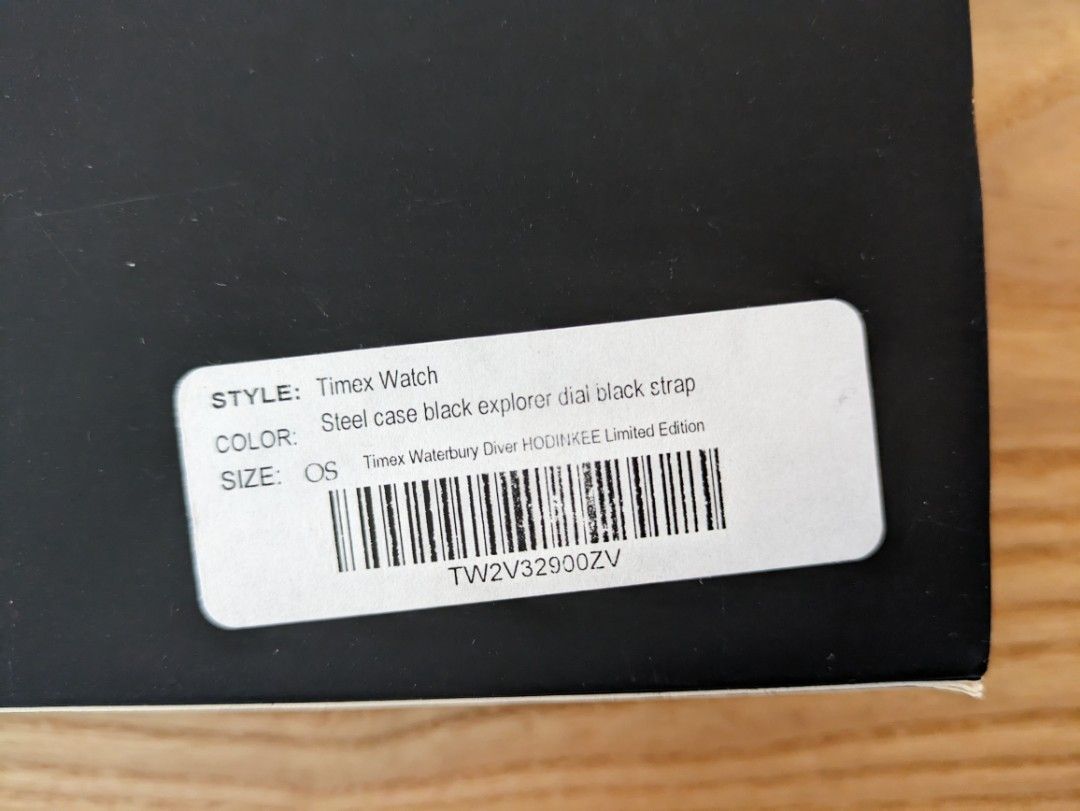 STYLE: Timex Watch
COLOR: Steel case black explorer dial black strap
SIZE: OS Timex Waterbury Diver HODINKEE Limited Edition
TW2V32900ZV